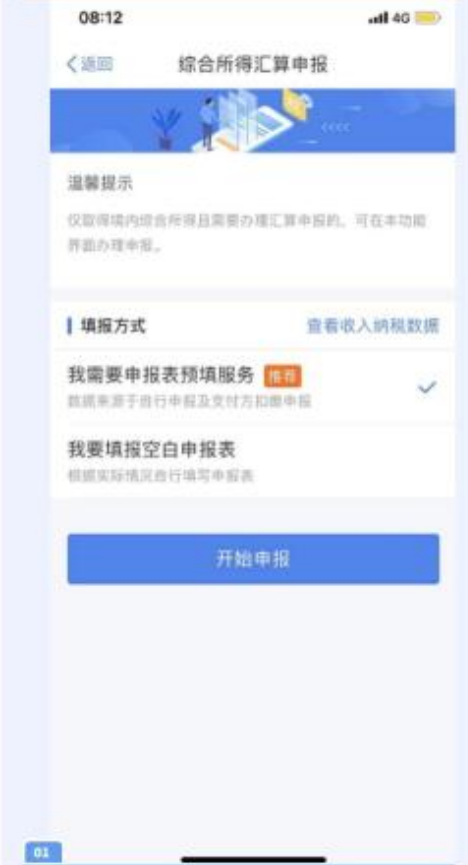 08:12
4G
返回
综合所得汇算申报
温馨提示
仅取得境内综合所得且需要办理汇算申报的，可在本功能
界面办理申报。
填报方式
查看收入纳税数据
我需要申报表预填服务 推荐
数据来源于自行申报及支付方扣缴申报
我要填报空白申报表
根据实际情况自行填写申报表
开始申报
01